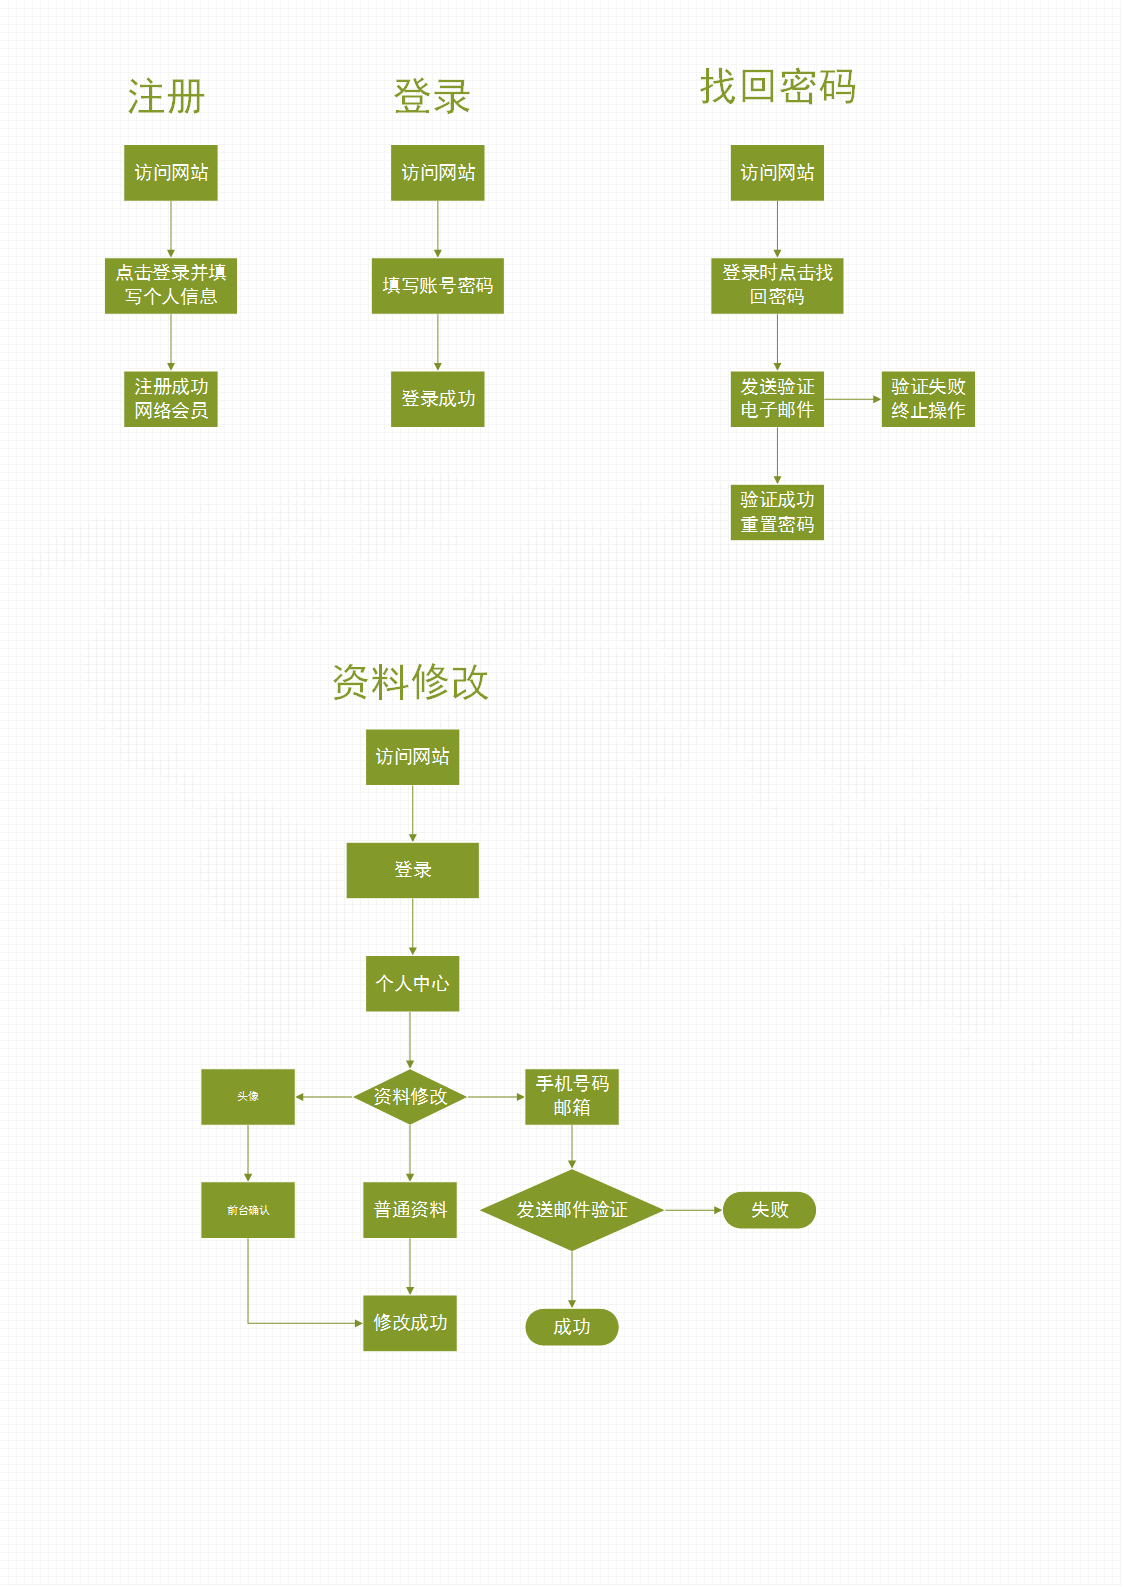 注册
访问网站
点击登录并填
写个人信息
注册成功
网络会员
登录
访问网站
填写账号密码
登录成功
找回密码
访问网站
登录时点击找
回密码
发送验证
电子邮件
验证失败
终止操作
验证成功
重置密码
资料修改
访问网站
登录
个人中心
资料修改
头像
前台确认
普通资料
修改成功
手机号码
邮箱
发送邮件验证
失败
成功